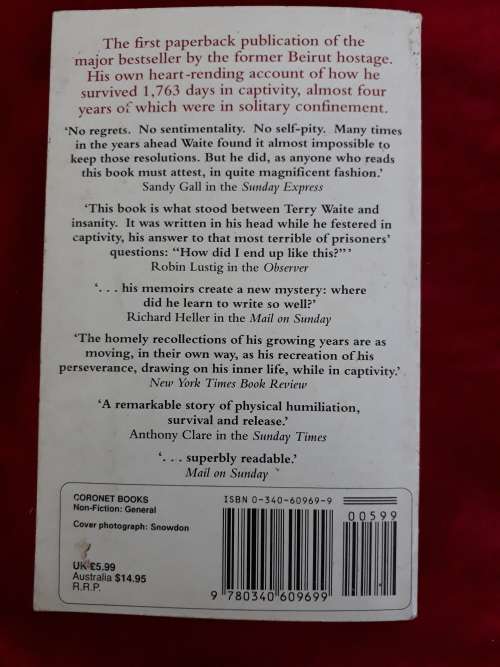 The first paperback publication of the
major bestseller by the former Beirut hostage.
His own heart-rending account of how he
survived 1,763 days in captivity, almost four
years of which were in solitary confinement.
‘No regrets. No sentimentality. No self-pity. Many times
in the years ahead Waite found it almost impossible to
keep those resolutions. But he did, as anyone who reads
this book must attest, in quite magnificent fashion.’
Sandy Gall in the Sunday Express
‘This book is what stood between Terry Waite and
insanity. It was written in his head while he festered in
captivity, his answer to that most terrible of prisoners’
questions: “How did I end up like this?”’
Robin Lustig in the Observer
‘. . . his memoirs create a new mystery: where
did he learn to write so well?’
Richard Heller in the Mail on Sunday
‘The homely recollections of his growing years are as
moving, in their own way, as his recreation of his
perseverance, drawing on his inner life, while in captivity.’
New York Times Book Review
‘A remarkable story of physical humiliation,
survival and release.’
Anthony Clare in the Sunday Times
‘. . . superbly readable.’
Mail on Sunday
CORONET BOOKS
Non-Fiction: General
Cover photograph: Snowdon
UK £5.99
Australia $14.95
R.R.P.
ISBN 0-340-60969-9
00599
9 780340 609699